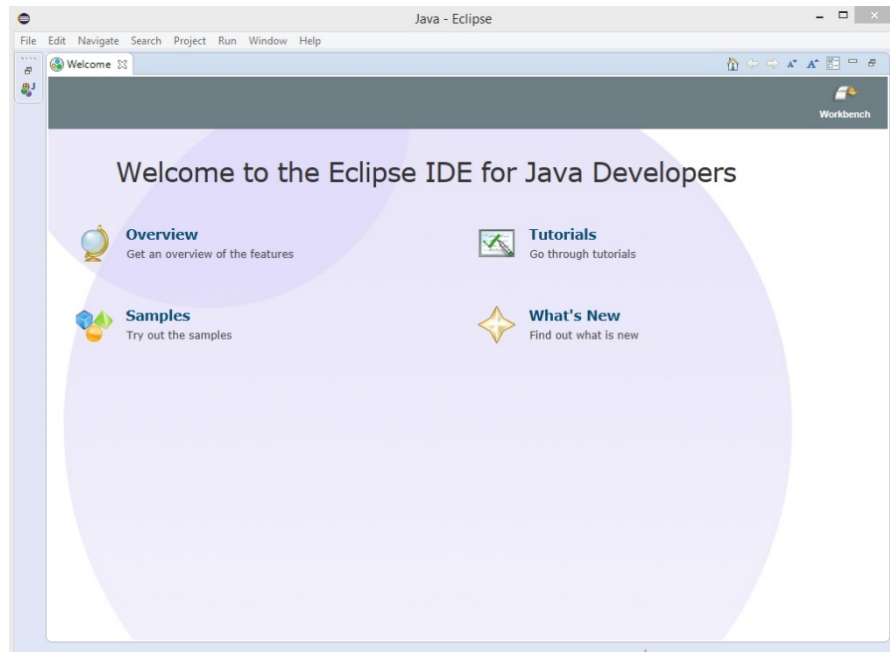 Java - Eclipse
File Edit Navigate Search Project Run Window Help
Welcome
Workbench
Welcome to the Eclipse IDE for Java Developers
Overview
Get an overview of the features
Tutorials
Go through tutorials
Samples
Try out the samples
What's New
Find out what is new